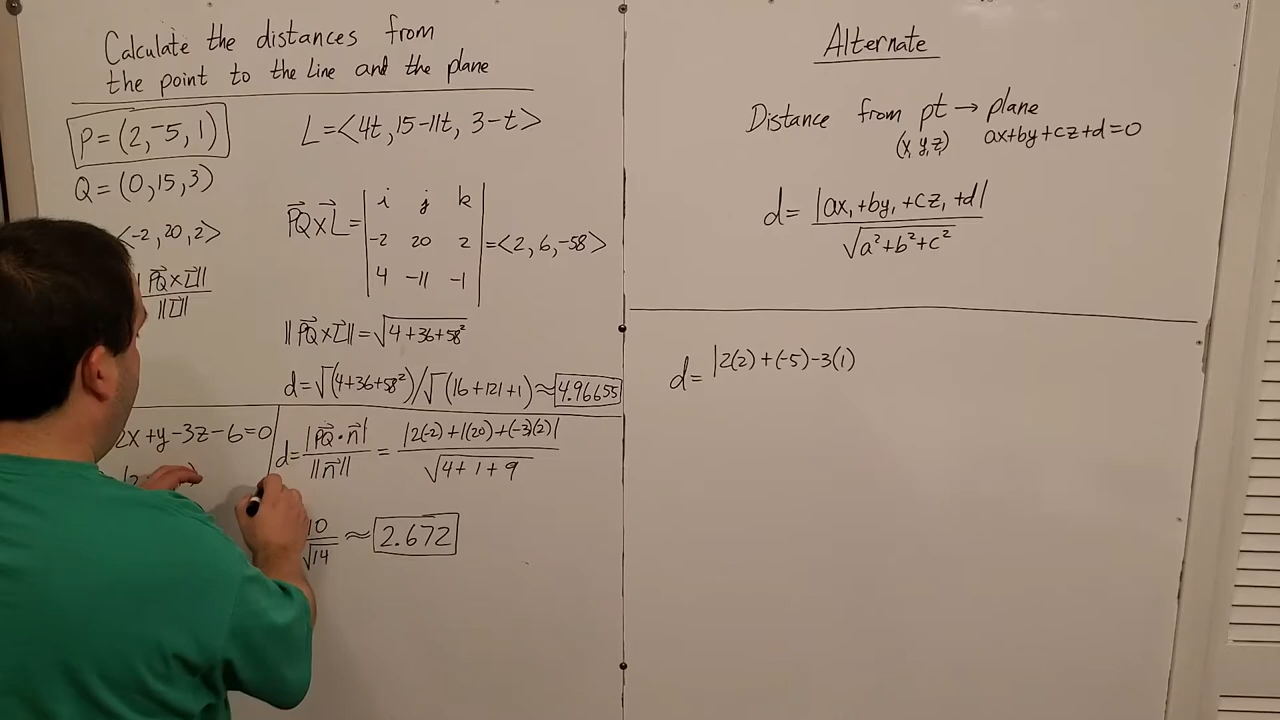 Calculate the distances from
the point to the Line and the plane
P = (2, -5, 1)
L = <4t, 15-11t, 3-t>
Q = (0, 15, 3)
<-2, 20, 2>
PQ × L = | i j k |
| -2 20 2 | = <2, 6, -58>
| 4 -11 -1 |
PQ × L||
||L||
||PQ × L|| = √4+36+58²
d = √(4+36+58²)/√(16+121+1) ≈ 4.96655
2x+y-3z-6=0
d = |PQ · n| / ||n|| = |2(-2)+1(20)+(-3)(2)| / √4+1+9
10/√14 ≈ 2.672
Alternate
Distance from pt → plane
(x₁ y₁ z₁) ax+by+cz+d=0
d = |ax₁+by₁+cz₁+d| / √a²+b²+c²
d = |2(2)+(-5)-3(1)